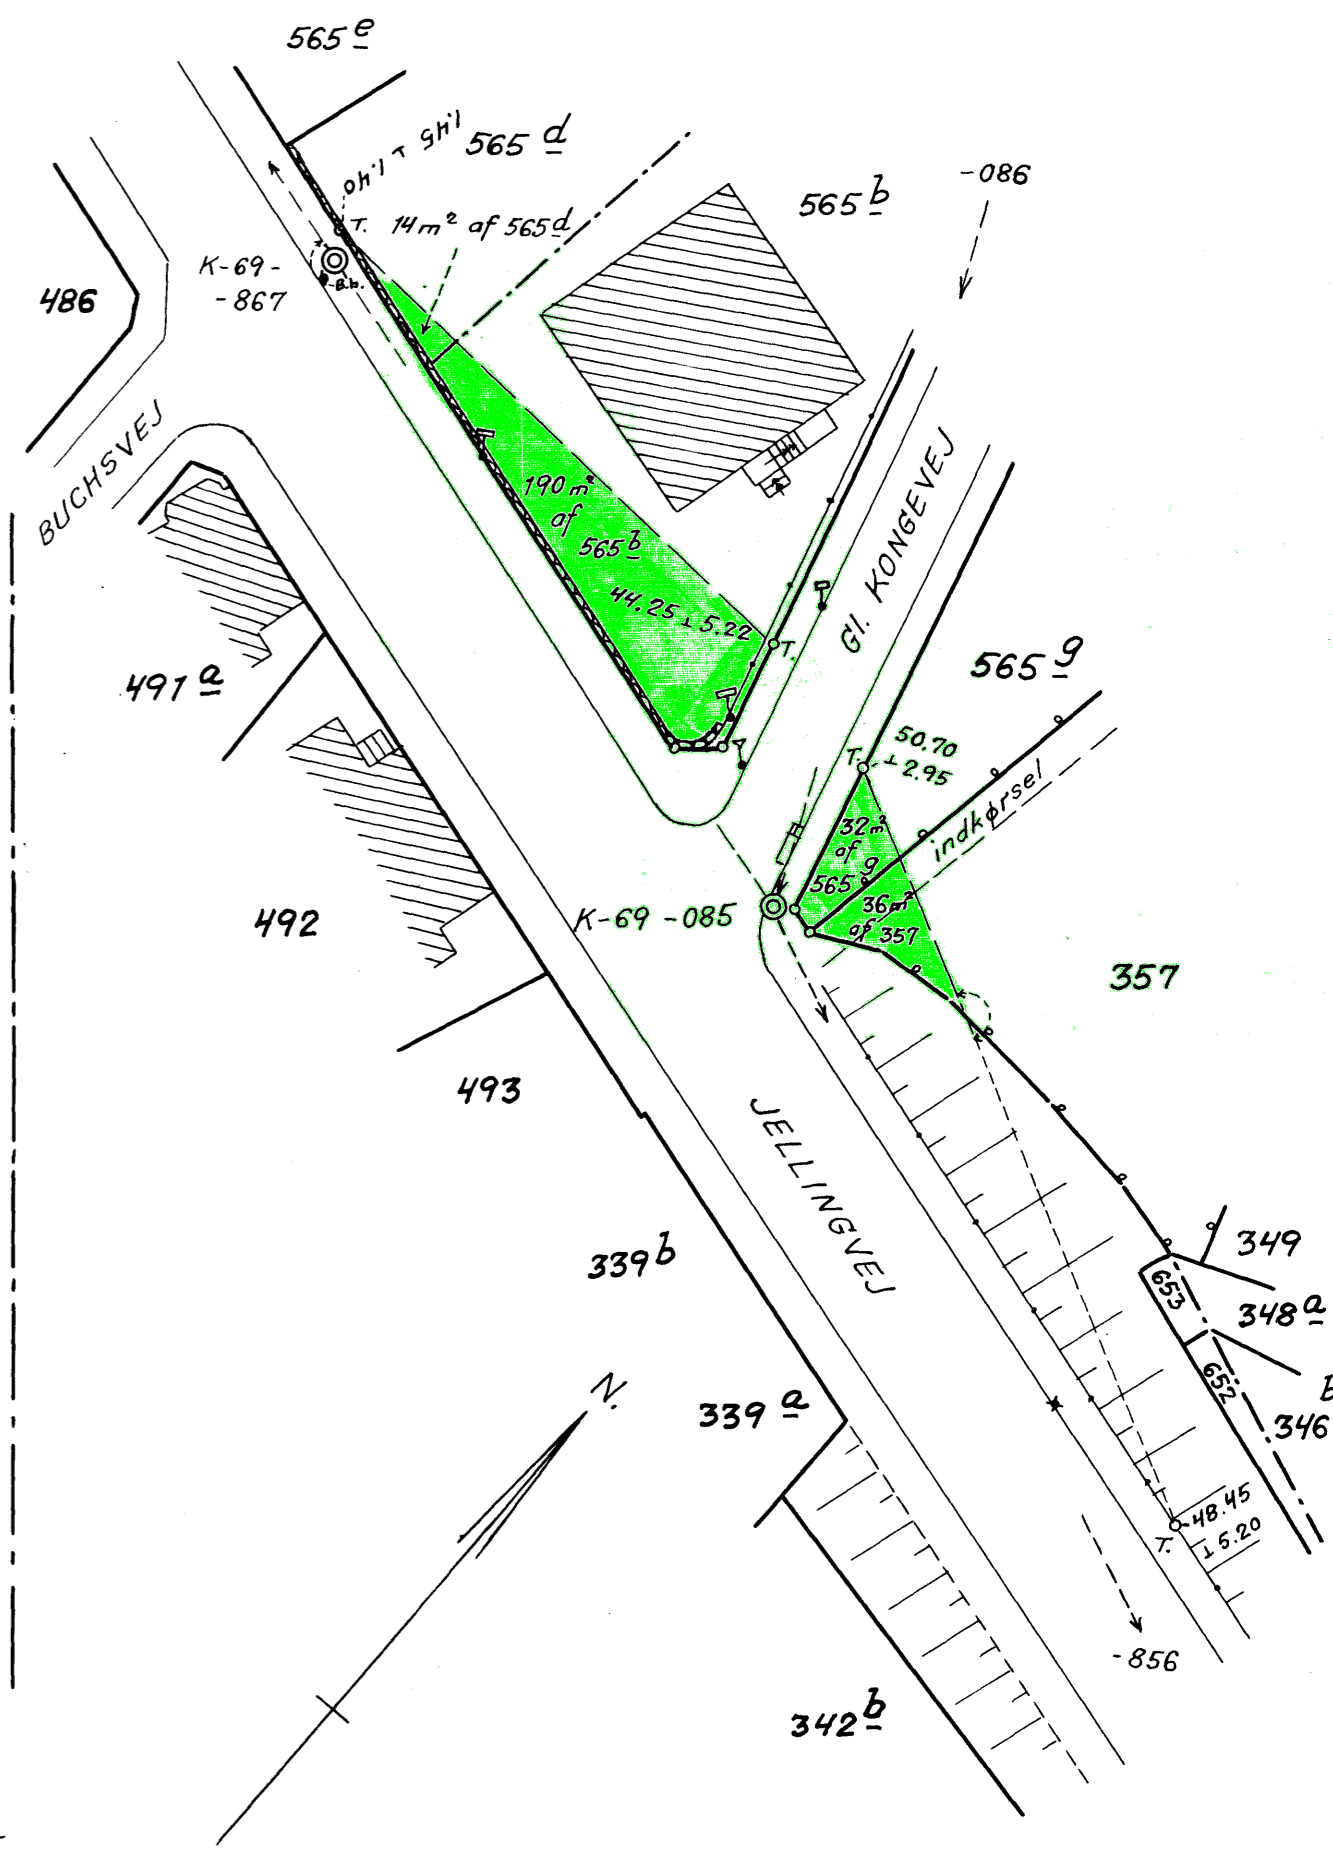 565 e
1.45 ⊥ 1.40
565 d
-086
565 b
T.
14 m² af 565 d
K-69-
-867
B.b.
486
BUCHSVEJ
190 m²
af
565 b
44.25 ⊥ 5.22
T.
Gl. KONGEVEJ
565 g
491 a
50.70
⊥ 2.95
T.
indkørsel
32 m²
af
565 g
36 m²
af 357
492
K-69 -085
357
493
JELLINGVEJ
339 b
349
653
348 a
652
b
346
N.
339 a
48.45
⊥ 5.20
T.
-856
342 b